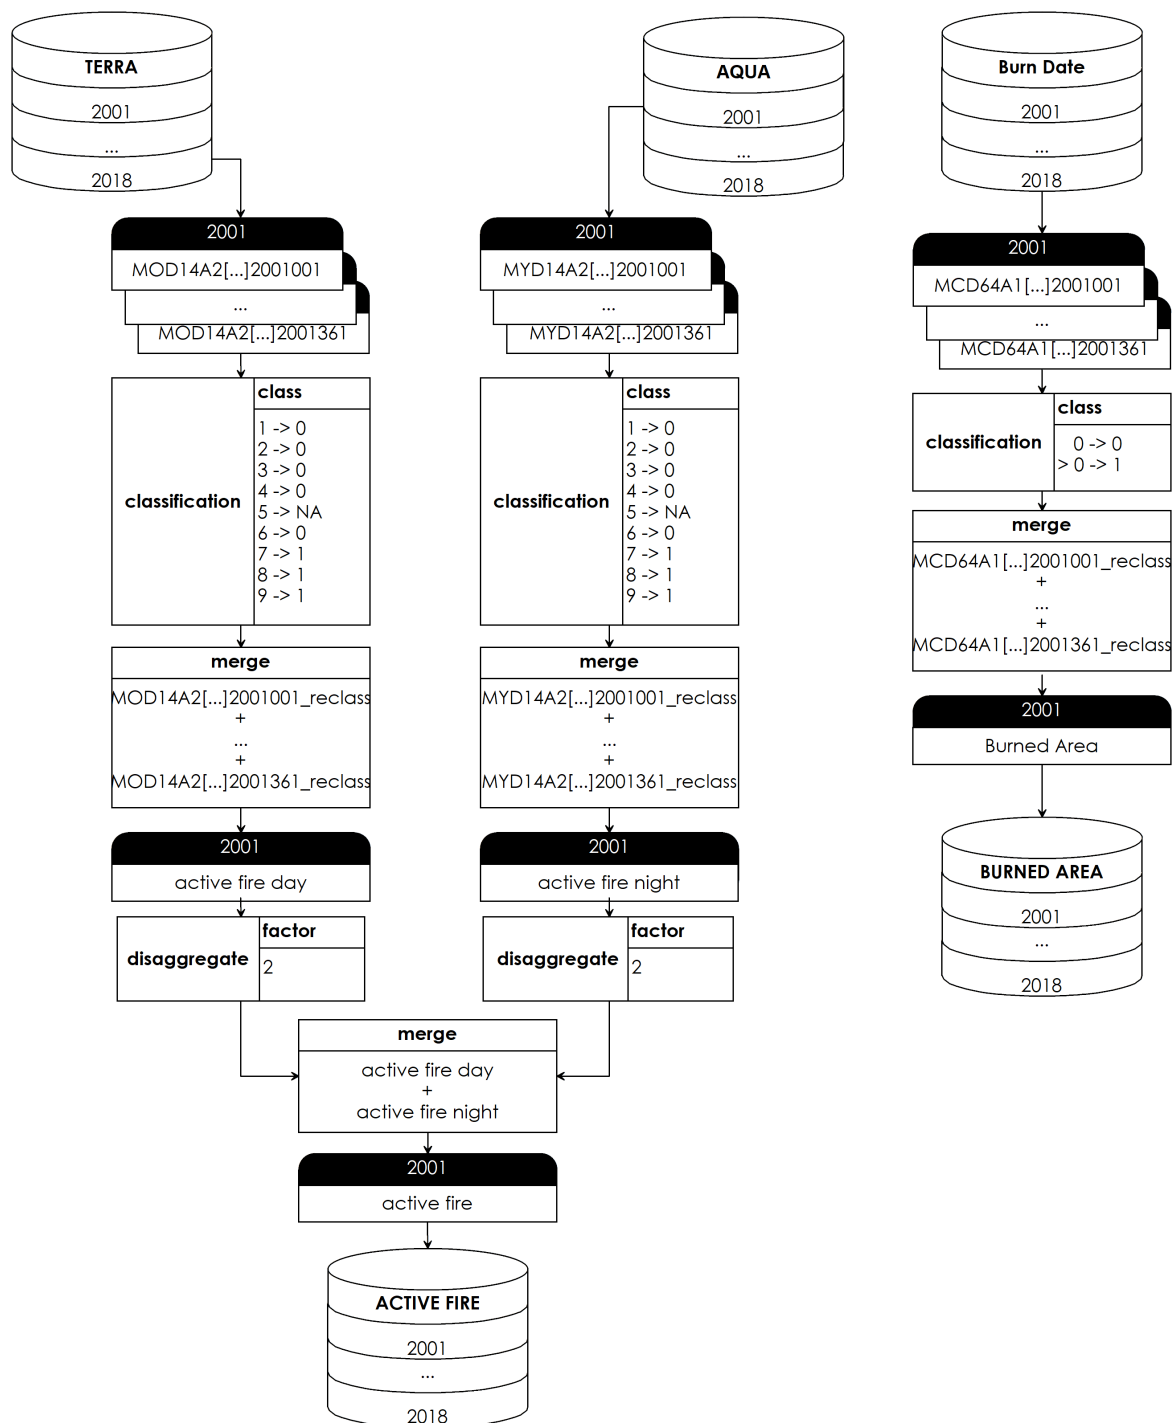 TERRA
2001
...
2018
2001
MOD14A2[...]2001001
...
MOD14A2[...]2001361
classification
class
1 -> 0
2 -> 0
3 -> 0
4 -> 0
5 -> NA
6 -> 0
7 -> 1
8 -> 1
9 -> 1
merge
MOD14A2[...]2001001_reclass
+
...
+
MOD14A2[...]2001361_reclass
2001
active fire day
disaggregate
factor
2
AQUA
2001
...
2018
2001
MYD14A2[...]2001001
...
MYD14A2[...]2001361
classification
class
1 -> 0
2 -> 0
3 -> 0
4 -> 0
5 -> NA
6 -> 0
7 -> 1
8 -> 1
9 -> 1
merge
MYD14A2[...]2001001_reclass
+
...
+
MYD14A2[...]2001361_reclass
2001
active fire night
disaggregate
factor
2
merge
active fire day
+
active fire night
2001
active fire
ACTIVE FIRE
2001
...
2018
Burn Date
2001
...
2018
2001
MCD64A1[...]2001001
...
MCD64A1[...]2001361
classification
class
0 -> 0
> 0 -> 1
merge
MCD64A1[...]2001001_reclass
+
...
+
MCD64A1[...]2001361_reclass
2001
Burned Area
BURNED AREA
2001
...
2018